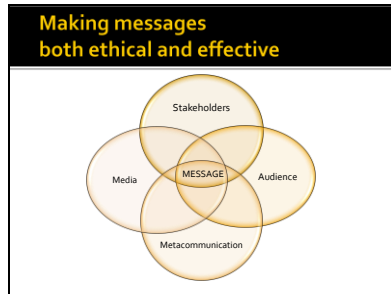 Making messages
both ethical and effective
Stakeholders
Media
MESSAGE
Audience
Metacommunication